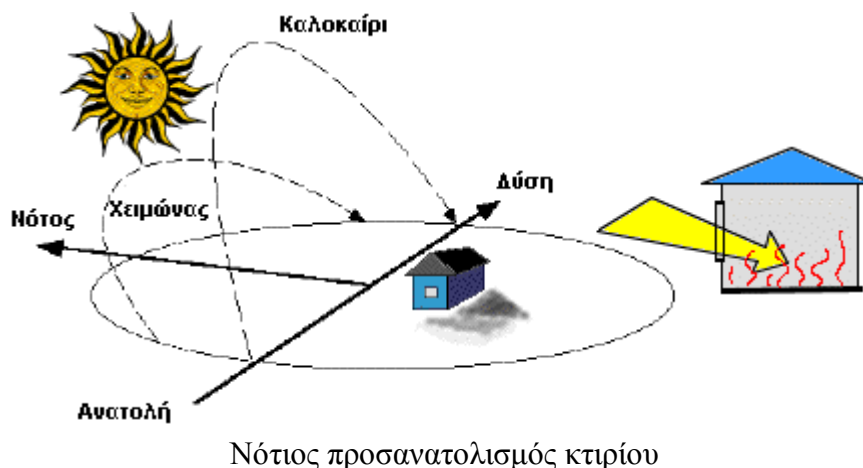 Καλοκαίρι
Δύση
Χειμώνας
Νότος
Ανατολή
Νότιος προσανατολισμός κτιρίου